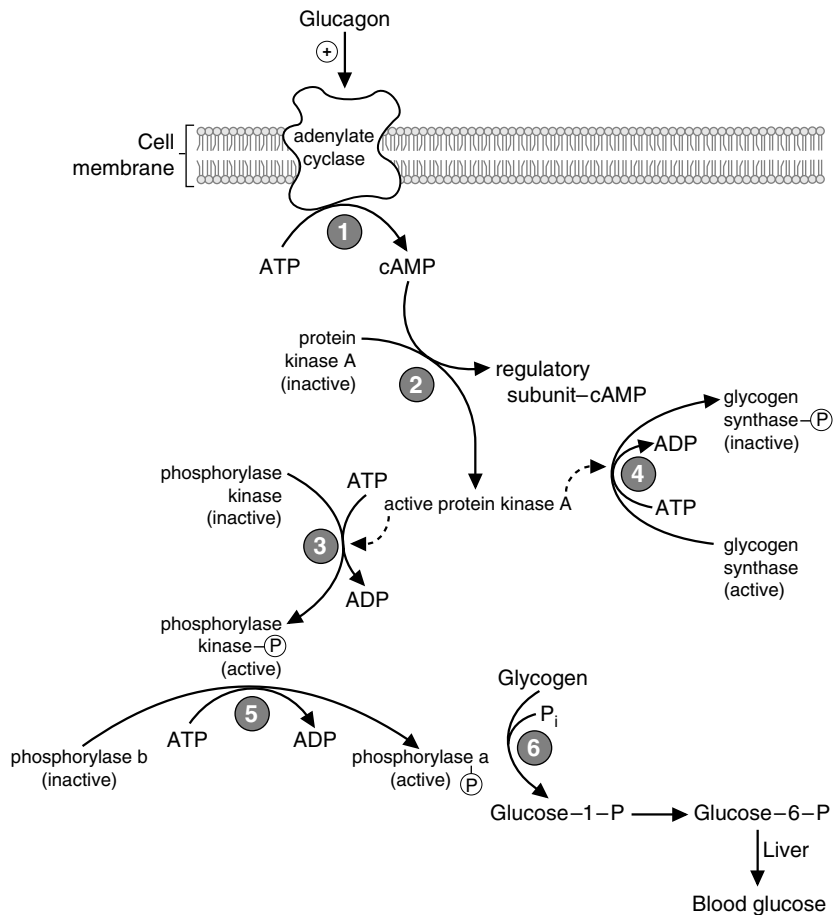 Glucagon
+
Cell
membrane
adenylate
cyclase
1
ATP
cAMP
protein
kinase A
(inactive)
2
regulatory
subunit–cAMP
glycogen
synthase–P
(inactive)
ADP
4
ATP
glycogen
synthase
(active)
phosphorylase
kinase
(inactive)
ATP
active protein kinase A
3
ADP
phosphorylase
kinase–P
(active)
5
ATP
ADP
phosphorylase b
(inactive)
phosphorylase a
(active)
P
Glycogen
Pi
6
Glucose–1–P
Glucose–6–P
Liver
Blood glucose